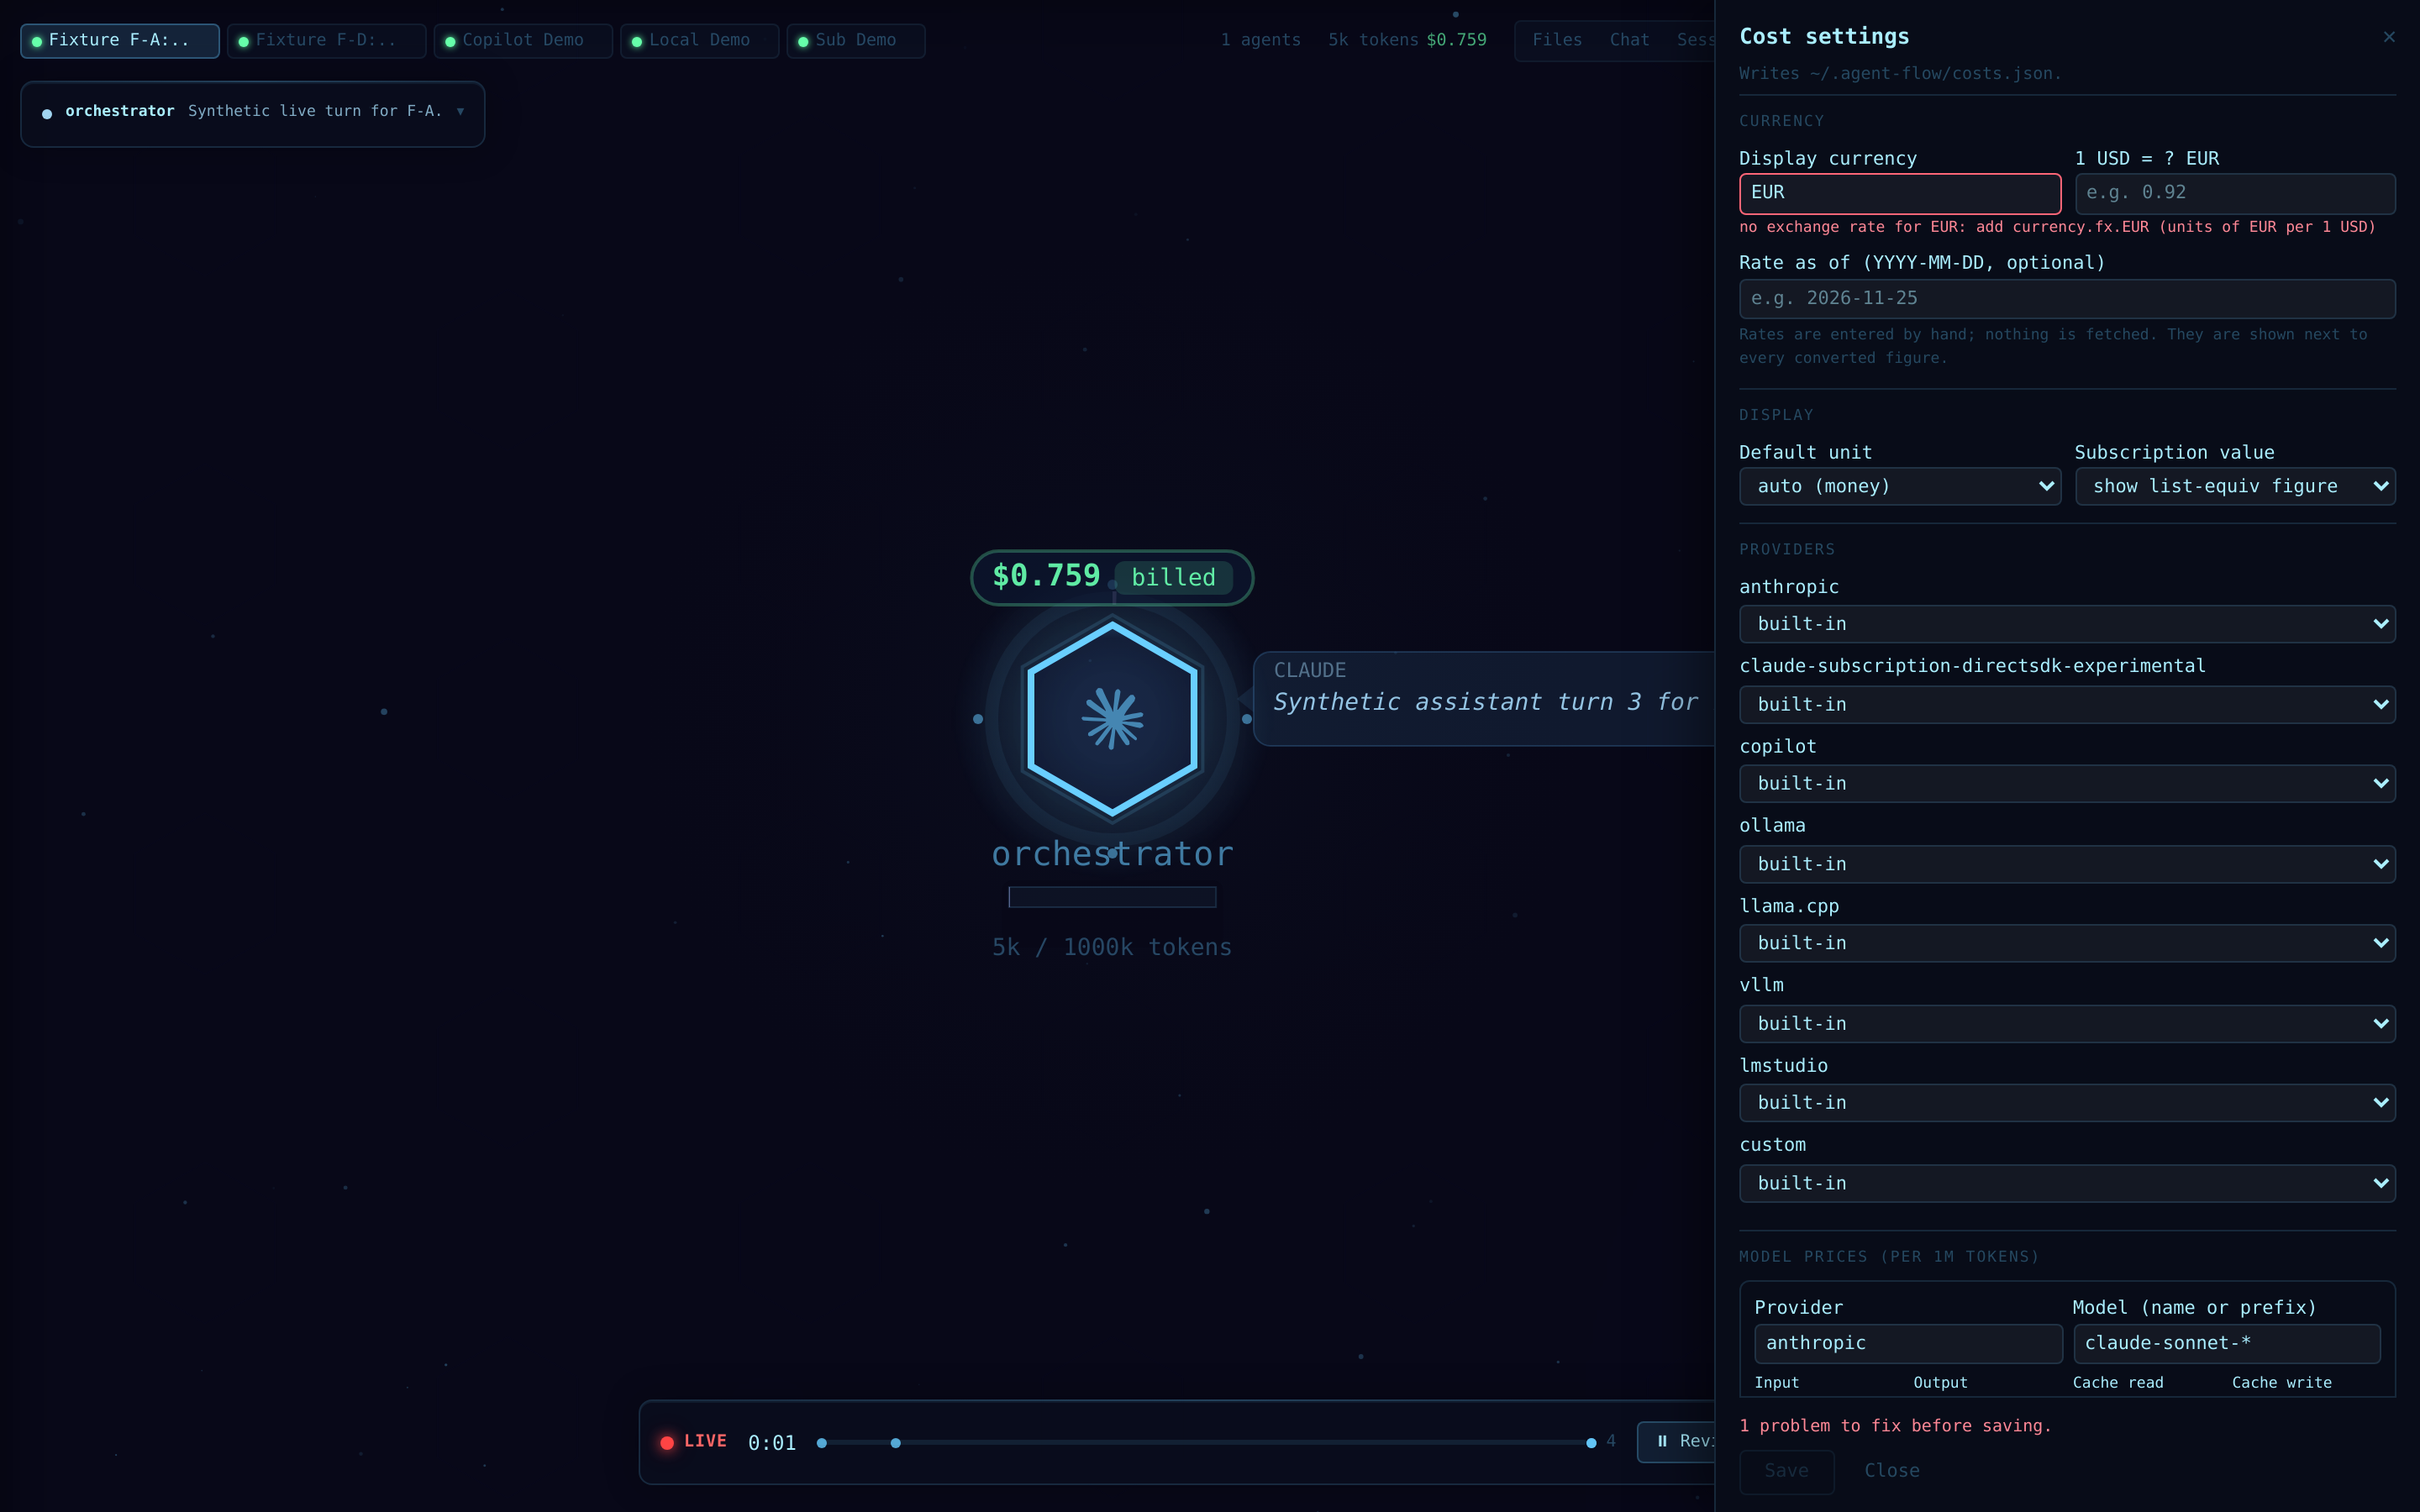 Fixture F-A:..
Fixture F-D:..
Copilot Demo
Local Demo
Sub Demo
1 agents
5k tokens $0.759
Files
Chat
Sess
orchestrator Synthetic live turn for F-A. ▼
$0.759 billed
CLAUDE
Synthetic assistant turn 3 for
orchestrator
5k / 1000k tokens
LIVE
0:01
4
Revi
Cost settings
×
Writes ~/.agent-flow/costs.json.
CURRENCY
Display currency
1 USD = ? EUR
EUR
e.g. 0.92
no exchange rate for EUR: add currency.fx.EUR (units of EUR per 1 USD)
Rate as of (YYYY-MM-DD, optional)
e.g. 2026-11-25
Rates are entered by hand; nothing is fetched. They are shown next to
every converted figure.
DISPLAY
Default unit
Subscription value
auto (money)
show list-equiv figure
PROVIDERS
anthropic
built-in
claude-subscription-directsdk-experimental
built-in
copilot
built-in
ollama
built-in
llama.cpp
built-in
vllm
built-in
lmstudio
built-in
custom
built-in
MODEL PRICES (PER 1M TOKENS)
Provider
Model (name or prefix)
anthropic
claude-sonnet-*
Input
Output
Cache read
Cache write
1 problem to fix before saving.
Save
Close